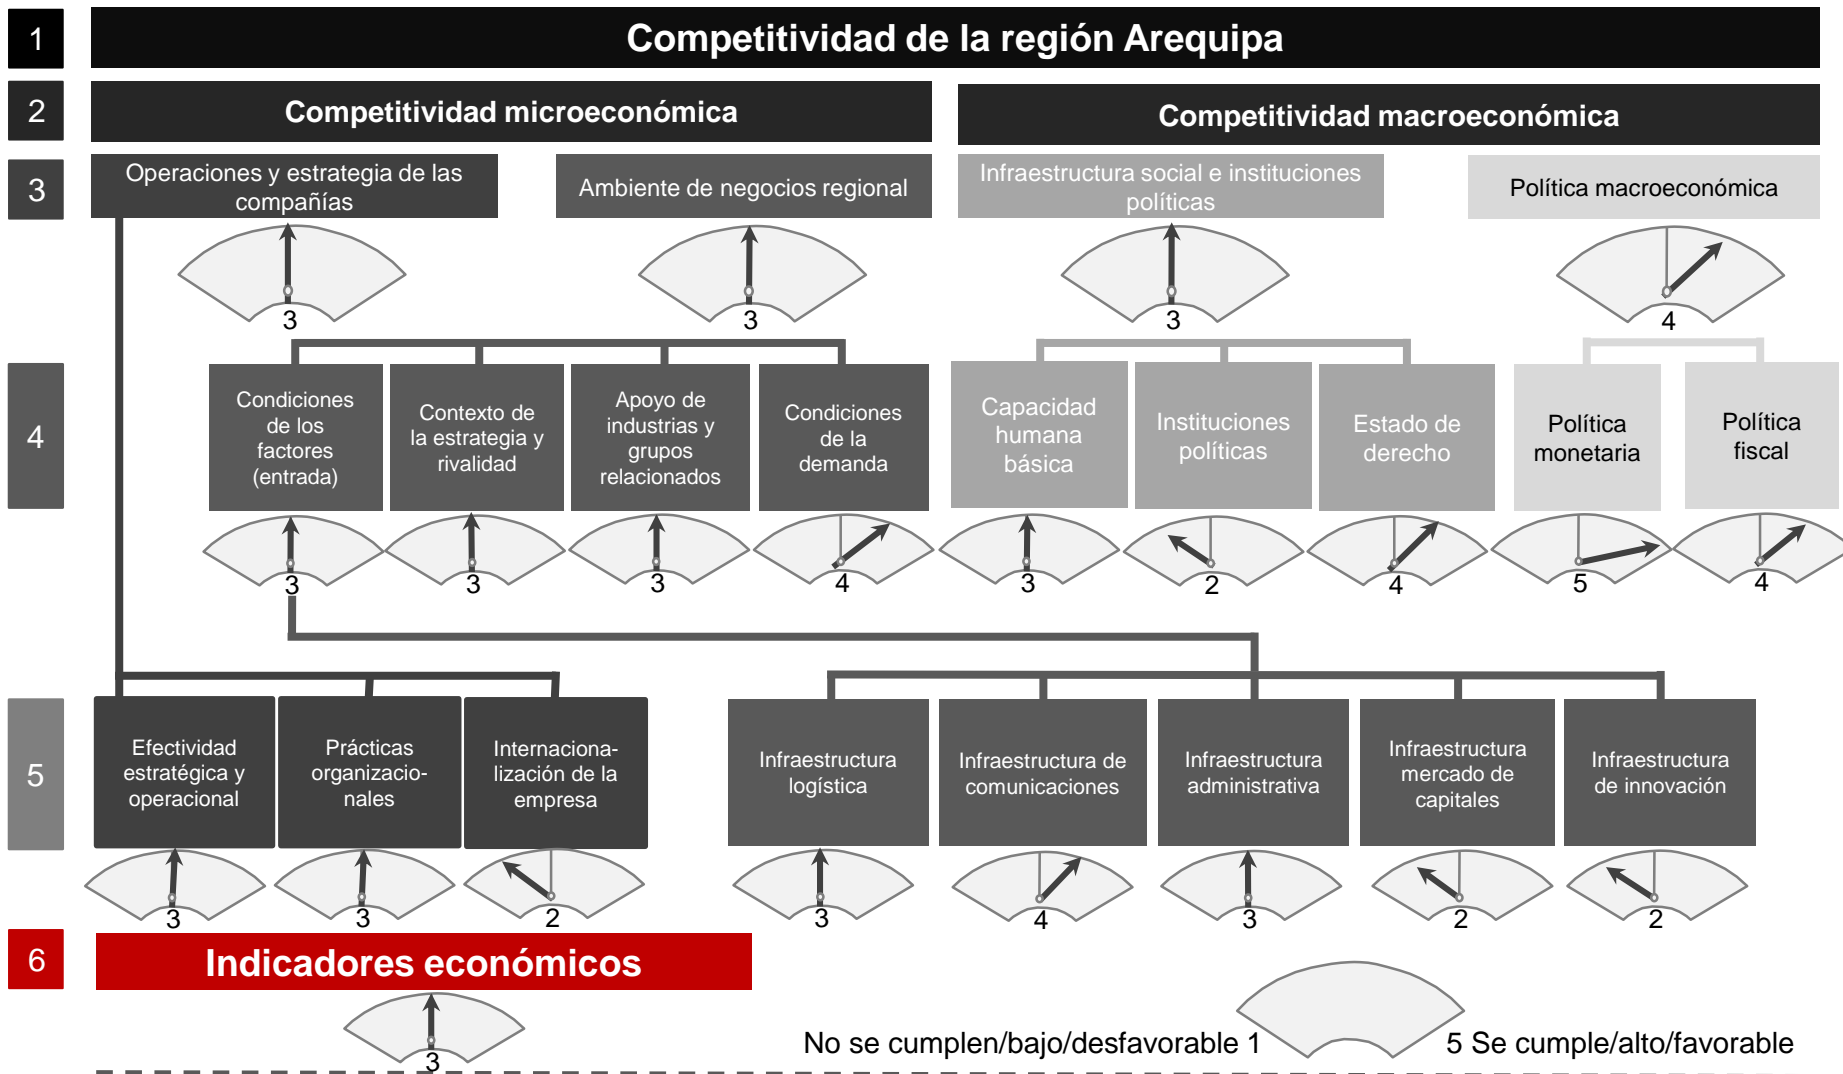 1
Competitividad de la región Arequipa
2
Competitividad microeconómica
Competitividad macroeconómica
3
Operaciones y estrategia de las
compañías
Ambiente de negocios regional
Infraestructura social e instituciones
políticas
Política macroeconómica
3
3
3
4
4
Condiciones
de los
factores
(entrada)
Contexto de
la estrategia y
rivalidad
Apoyo de
industrias y
grupos
relacionados
Condiciones
de la
demanda
Capacidad
humana
básica
Instituciones
políticas
Estado de
derecho
Política
monetaria
Política
fiscal
3
3
3
4
3
2
4
5
4
5
Efectividad
estratégica y
operacional
Prácticas
organizacio-
nales
Internaciona-
lización de la
empresa
Infraestructura
logística
Infraestructura de
comunicaciones
Infraestructura
administrativa
Infraestructura
mercado de
capitales
Infraestructura
de innovación
3
3
2
3
4
3
2
2
6
Indicadores económicos
3
No se cumplen/bajo/desfavorable 1
5 Se cumple/alto/favorable